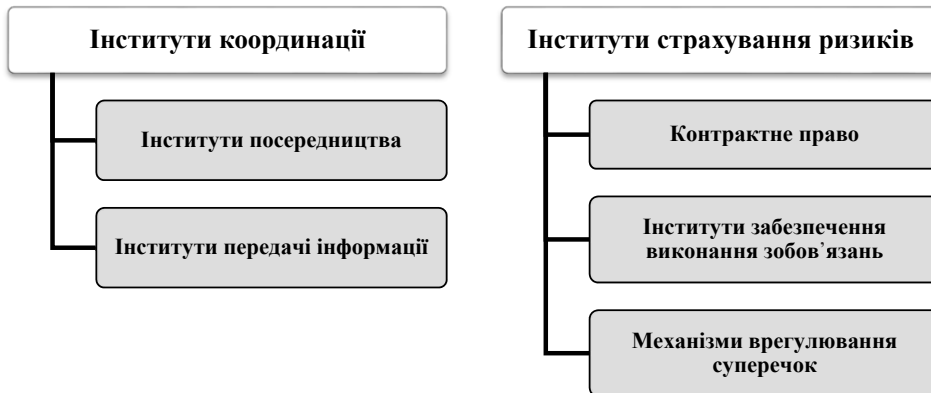 Інститути координації
Інститути посередництва
Інститути передачі інформації
Інститути страхування ризиків
Контрактне право
Інститути забезпечення
виконання зобов᾽язань
Механізми врегулювання
суперечок